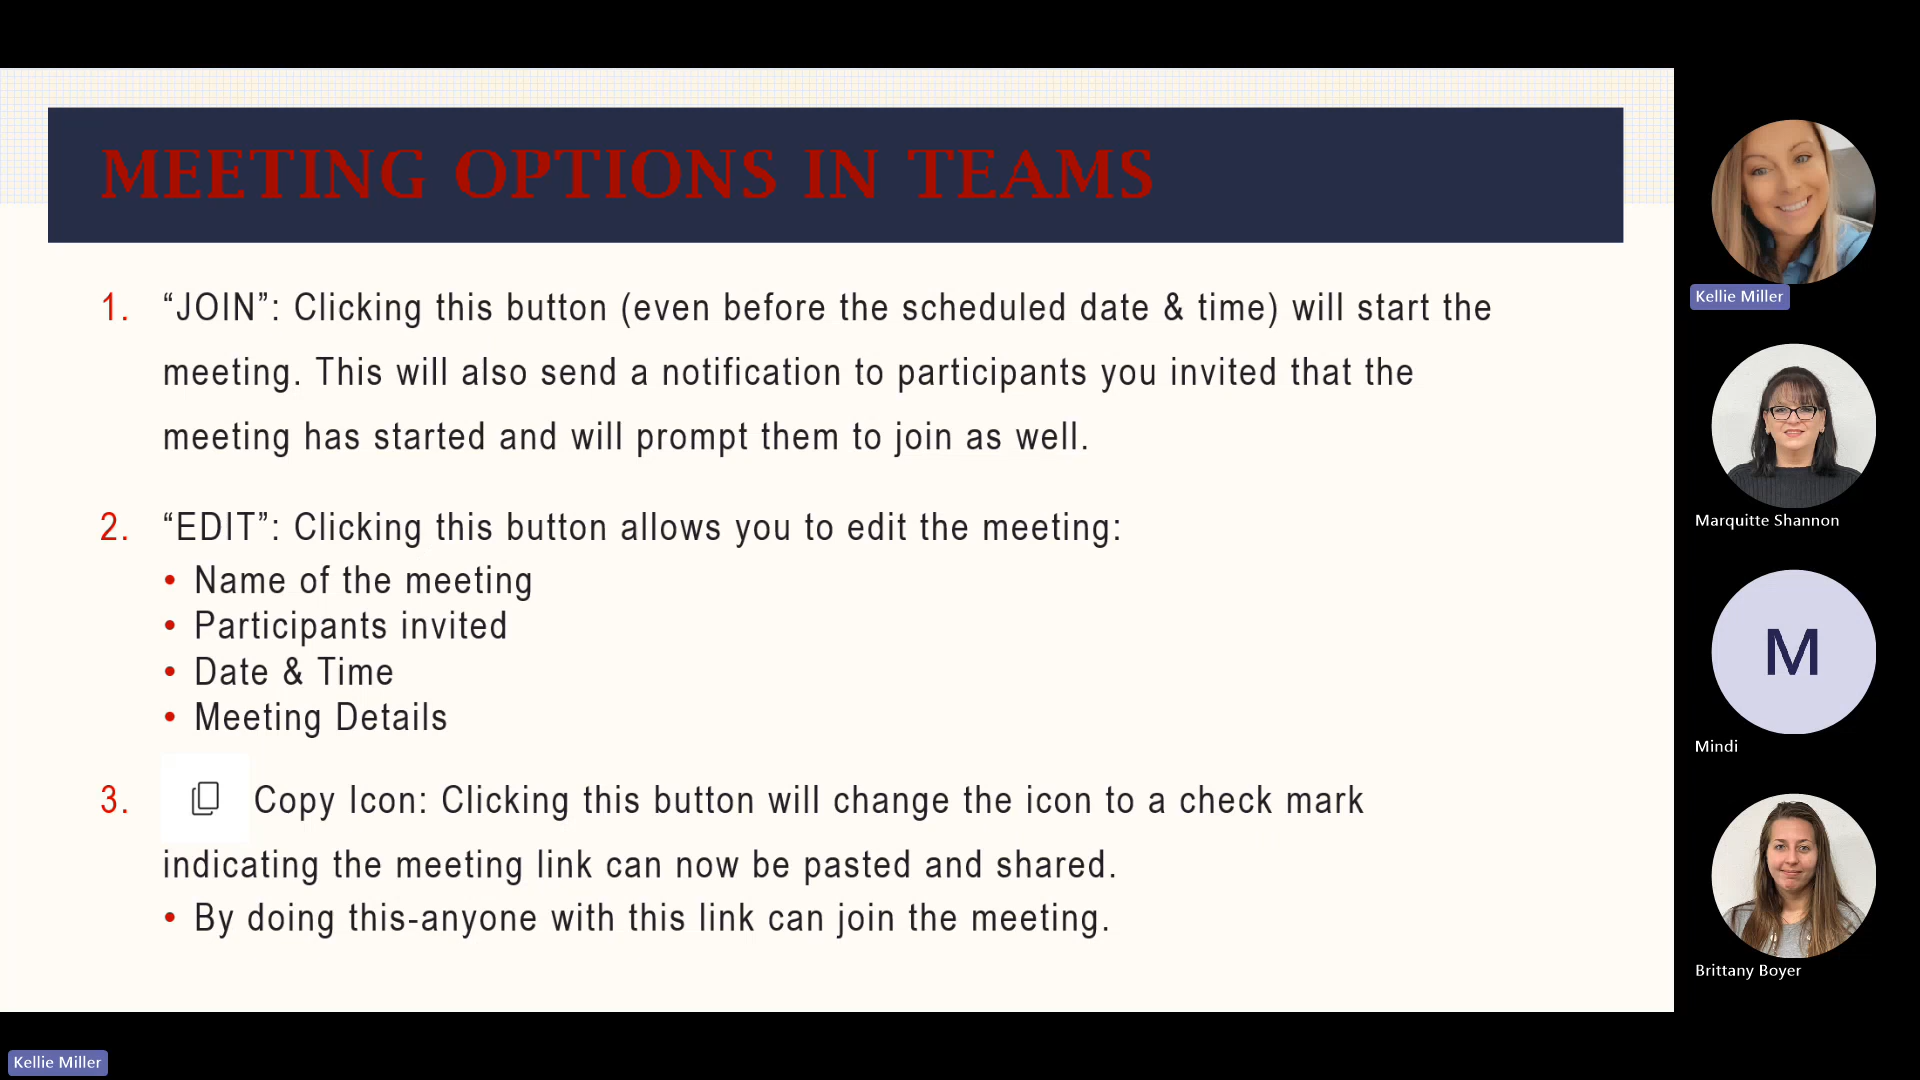 MEETING OPTIONS IN TEAMS
1. “JOIN”: Clicking this button (even before the scheduled date & time) will start the
meeting. This will also send a notification to participants you invited that the
meeting has started and will prompt them to join as well.
2. “EDIT”: Clicking this button allows you to edit the meeting:
• Name of the meeting
• Participants invited
• Date & Time
• Meeting Details
3. Copy Icon: Clicking this button will change the icon to a check mark
indicating the meeting link can now be pasted and shared.
• By doing this-anyone with this link can join the meeting.
Kellie Miller
Marquitte Shannon
M
Mindi
Brittany Boyer
Kellie Miller